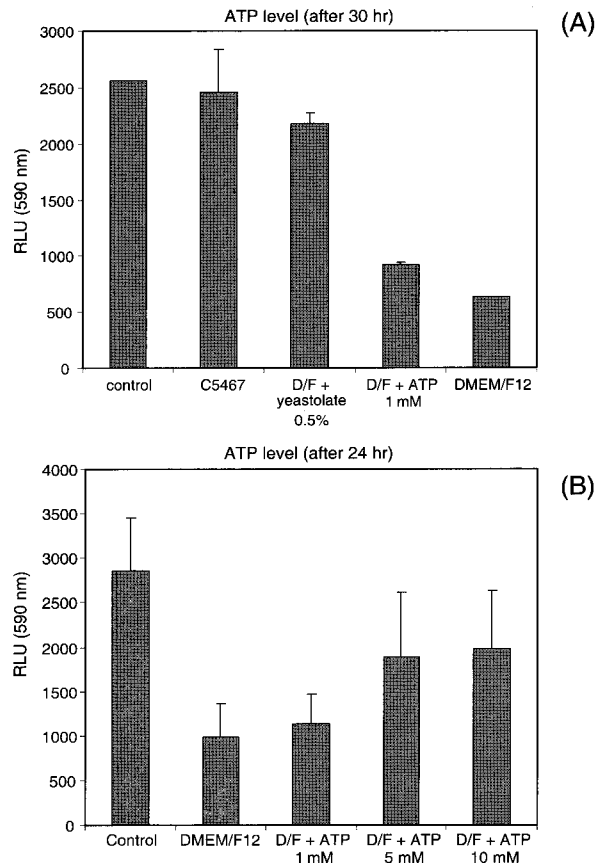 ATP level (after 30 hr)
(A)
3000
2500
2000
1500
1000
500
0
RLU (590 nm)
control
C5467
D/F +
yeastolate
0.5%
D/F + ATP
1 mM
DMEM/F12
ATP level (after 24 hr)
(B)
4000
3500
3000
2500
2000
1500
1000
500
0
RLU (590 nm)
Control
DMEM/F12
D/F + ATP
1 mM
D/F + ATP
5 mM
D/F + ATP
10 mM